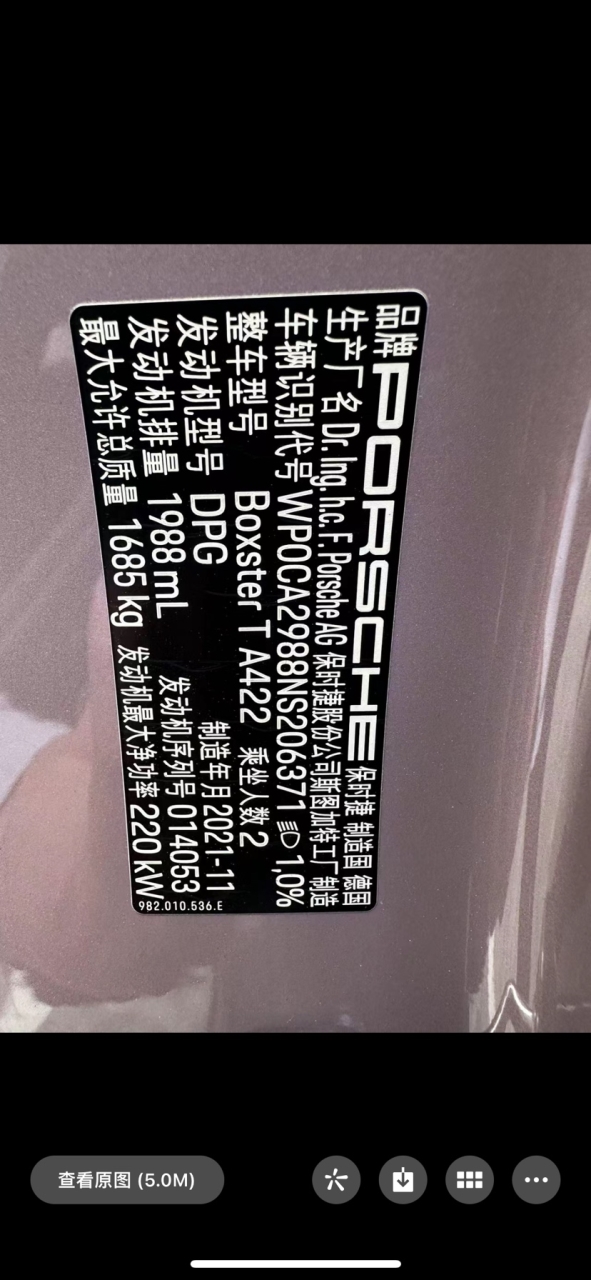 品牌 PORSCHE 保时捷 制造国 德国
生产厂名 Dr. Ing. h.c. F. Porsche AG 保时捷股份公司斯图加特工厂 制造
车辆识别代号 WP0CA2988NS206371 1,0%
整车型号 Boxster T A422 乘坐人数 2
发动机型号 DPG 制造年月 2021-11
发动机排量 1988 mL 发动机序列号 014053
最大允许总质量 1685 kg 发动机最大净功率 220 kW
982.010.536.E
查看原图 (5.0M)